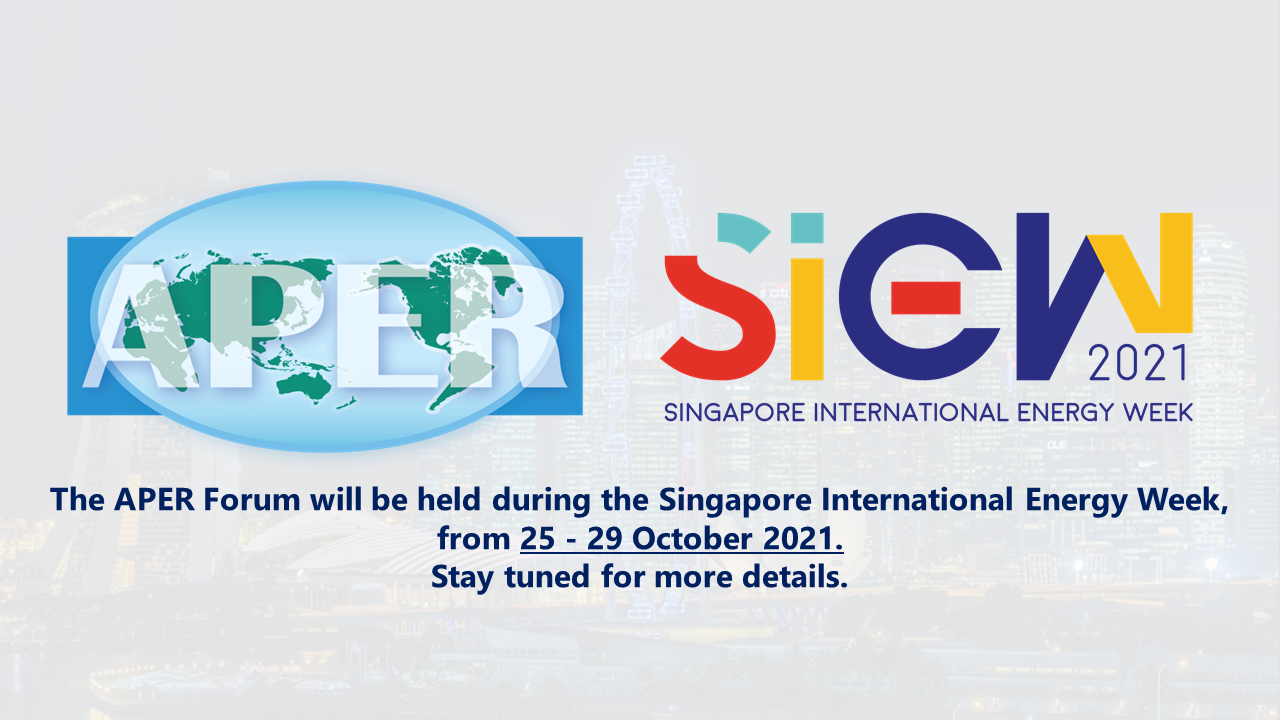 APER
SiEW
2021
SINGAPORE INTERNATIONAL ENERGY WEEK
The APER Forum will be held during the Singapore International Energy Week,
from 25 - 29 October 2021.
Stay tuned for more details.